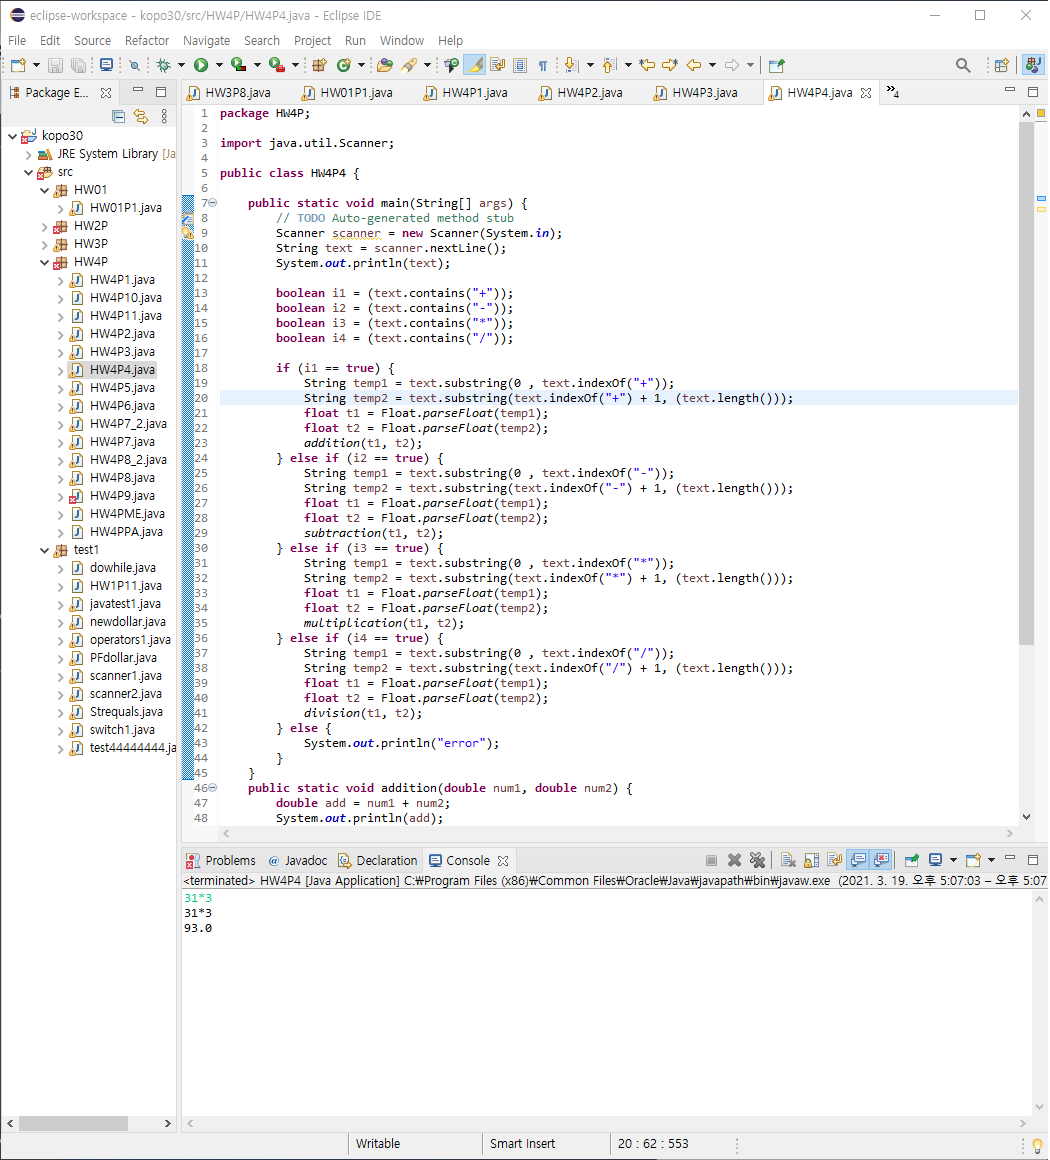 eclipse-workspace - kopo30/src/HW4P/HW4P4.java - Eclipse IDE
File Edit Source Refactor Navigate Search Project Run Window Help
Package E...
HW3P8.java HW01P1.java HW4P1.java HW4P2.java HW4P3.java HW4P4.java »4
kopo30
JRE System Library [Ja
src
HW01
HW01P1.java
HW2P
HW3P
HW4P
HW4P1.java
HW4P10.java
HW4P11.java
HW4P2.java
HW4P3.java
HW4P4.java
HW4P5.java
HW4P6.java
HW4P7_2.java
HW4P7.java
HW4P8_2.java
HW4P8.java
HW4P9.java
HW4PME.java
HW4PPA.java
test1
dowhile.java
HW1P11.java
javatest1.java
newdollar.java
operators1.java
PFdollar.java
scanner1.java
scanner2.java
Strequals.java
switch1.java
test44444444.ja
1 package HW4P;
2
3 import java.util.Scanner;
4
5 public class HW4P4 {
6
7 public static void main(String[] args) {
8 // TODO Auto-generated method stub
9 Scanner scanner = new Scanner(System.in);
10 String text = scanner.nextLine();
11 System.out.println(text);
12
13 boolean i1 = (text.contains("+"));
14 boolean i2 = (text.contains("-"));
15 boolean i3 = (text.contains("*"));
16 boolean i4 = (text.contains("/"));
17
18 if (i1 == true) {
19 String temp1 = text.substring(0 , text.indexOf("+"));
20 String temp2 = text.substring(text.indexOf("+") + 1, (text.length()));
21 float t1 = Float.parseFloat(temp1);
22 float t2 = Float.parseFloat(temp2);
23 addition(t1, t2);
24 } else if (i2 == true) {
25 String temp1 = text.substring(0 , text.indexOf("-"));
26 String temp2 = text.substring(text.indexOf("-") + 1, (text.length()));
27 float t1 = Float.parseFloat(temp1);
28 float t2 = Float.parseFloat(temp2);
29 subtraction(t1, t2);
30 } else if (i3 == true) {
31 String temp1 = text.substring(0 , text.indexOf("*"));
32 String temp2 = text.substring(text.indexOf("*") + 1, (text.length()));
33 float t1 = Float.parseFloat(temp1);
34 float t2 = Float.parseFloat(temp2);
35 multiplication(t1, t2);
36 } else if (i4 == true) {
37 String temp1 = text.substring(0 , text.indexOf("/"));
38 String temp2 = text.substring(text.indexOf("/") + 1, (text.length()));
39 float t1 = Float.parseFloat(temp1);
40 float t2 = Float.parseFloat(temp2);
41 division(t1, t2);
42 } else {
43 System.out.println("error");
44 }
45 }
46 public static void addition(double num1, double num2) {
47 double add = num1 + num2;
48 System.out.println(add);
Problems @ Javadoc Declaration Console
<terminated> HW4P4 [Java Application] C:₩Program Files (x86)₩Common Files₩Oracle₩Java₩javapath₩bin₩javaw.exe (2021. 3. 19. 오후 5:07:03 – 오후 5:07
31*3
31*3
93.0
Writable Smart Insert 20 : 62 : 553